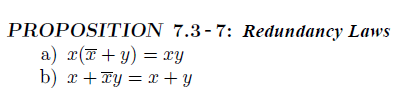 PROPOSITION 7.3-7: Redundancy Laws
a) x(x̅ + y) = xy
b) x + x̅y = x + y